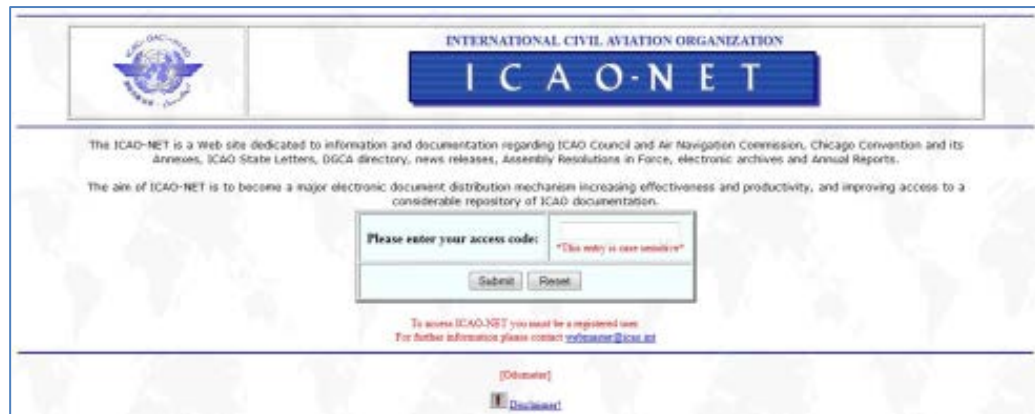 INTERNATIONAL CIVIL AVIATION ORGANIZATION
ICAO-NET
The ICAO-NET is a Web site dedicated to information and documentation regarding ICAO Council and Air Navigation Commission, Chicago Convention and its
Annexes, ICAO State Letters, DGCA directory, news releases, Assembly Resolutions in Force, electronic archives and Annual Reports.
The aim of ICAO-NET is to become a major electronic document distribution mechanism increasing effectiveness and productivity, and improving access to a
considerable repository of ICAO documentation.
Please enter your access code:
*This entry is case sensitive*
Submit Reset
To access ICAO-NET you must be a registered user.
For further information please contact webmaster@icao.int
[Odometer]
Disclaimer!